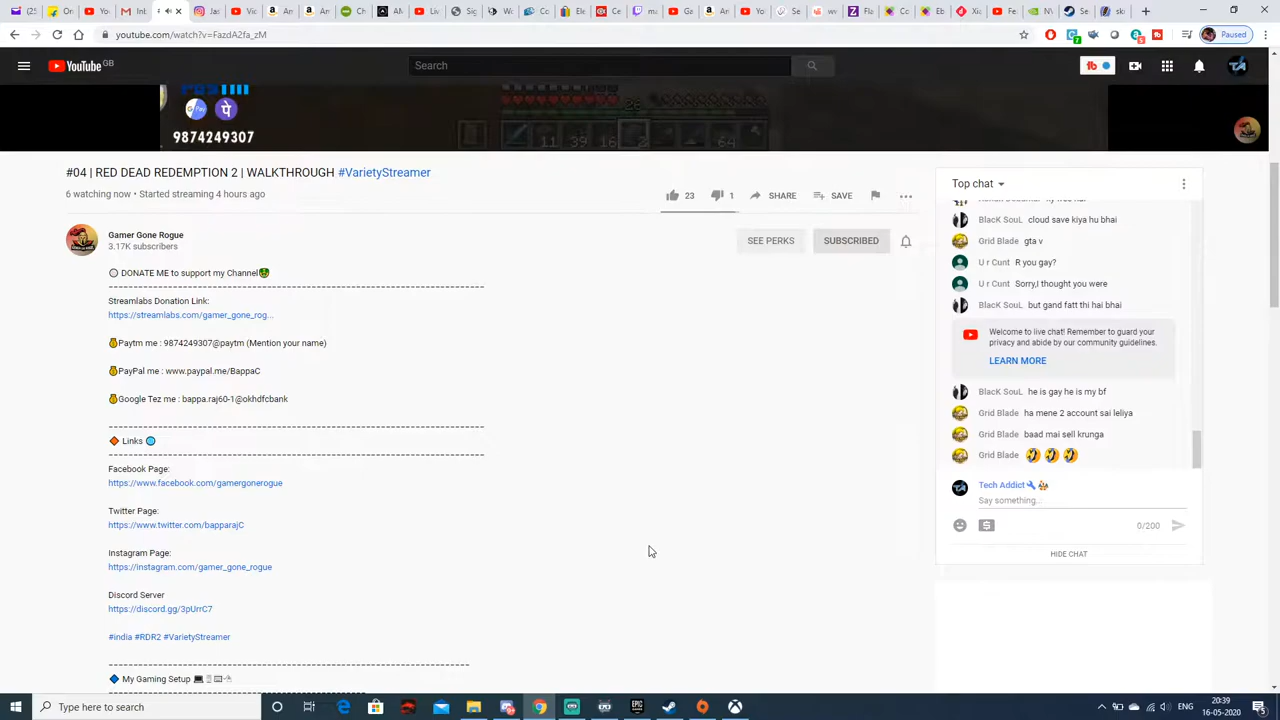 youtube.com/watch?v=FazdA2fa_zM
Paused
YouTube GB
Search
Pay
9874249307
11 39 16 2 64
#04 | RED DEAD REDEMPTION 2 | WALKTHROUGH #VarietyStreamer
6 watching now • Started streaming 4 hours ago
23
1
SHARE
SAVE
Gamer Gone Rogue
3.17K subscribers
SEE PERKS
SUBSCRIBED
DONATE ME to support my Channel
Streamlabs Donation Link:
https://streamlabs.com/gamer_gone_rog...
Paytm me : 9874249307@paytm (Mention your name)
PayPal me : www.paypal.me/BappaC
Google Tez me : bappa.raj60-1@okhdfcbank
Links
Facebook Page:
https://www.facebook.com/gamergonerogue
Twitter Page:
https://www.twitter.com/bapparajC
Instagram Page:
https://instagram.com/gamer_gone_rogue
Discord Server
https://discord.gg/3pUrrC7
#india #RDR2 #VarietyStreamer
My Gaming Setup
Top chat
BlacK SouL cloud save kiya hu bhai
Grid Blade gta v
U r Cunt R you gay?
U r Cunt Sorry,I thought you were
BlacK SouL but gand fatt thi hai bhai
Welcome to live chat! Remember to guard your
privacy and abide by our community guidelines.
LEARN MORE
BlacK SouL he is gay he is my bf
Grid Blade ha mene 2 account sai leliya
Grid Blade baad mai sell krunga
Grid Blade
Tech Addict
Say something...
0/200
HIDE CHAT
Type here to search
ENG
20:39
16-05-2020